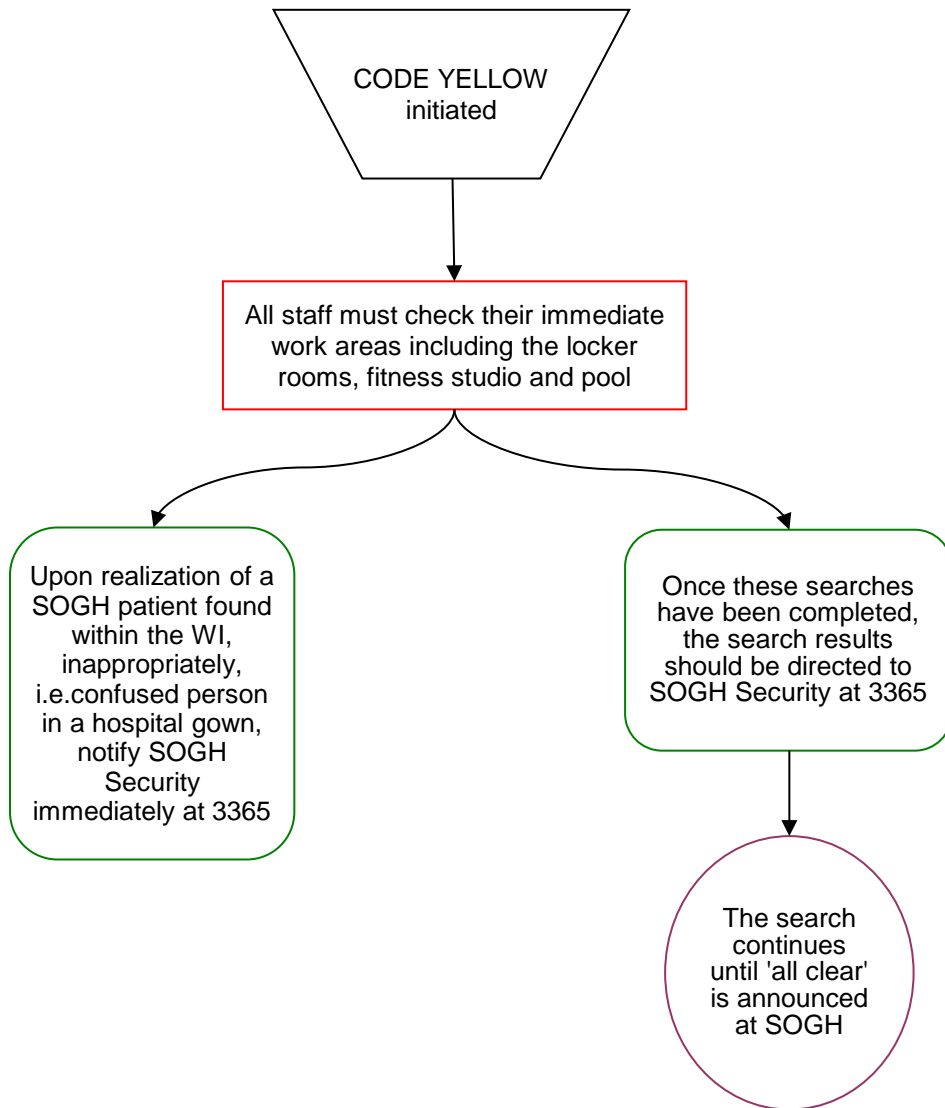 CODE YELLOW
initiated
All staff must check their immediate
work areas including the locker
rooms, fitness studio and pool
Upon realization of a
SOGH patient found
within the WI,
inappropriately,
i.e.confused person
in a hospital gown,
notify SOGH
Security
immediately at 3365
Once these searches
have been completed,
the search results
should be directed to
SOGH Security at 3365
The search
continues
until 'all clear'
is announced
at SOGH